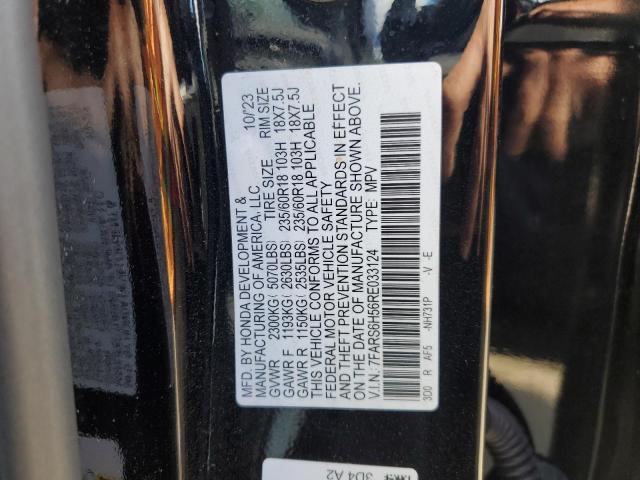 MFD. BY HONDA DEVELOPMENT & 10/23
MANUFACTURING OF AMERICA, LLC
GVWR 2300KG( 5070LBS) TIRE SIZE RIM SIZE
GAWR F 1193KG( 2630LBS) 235/60R18 103H 18X7.5J
GAWR R 1150KG( 2535LBS) 235/60R18 103H 18X7.5J
THIS VEHICLE CONFORMS TO ALL APPLICABLE
FEDERAL MOTOR VEHICLE SAFETY
AND THEFT PREVENTION STANDARDS IN EFFECT
ON THE DATE OF MANUFACTURE SHOWN ABOVE.
V.I.N.: 7FARS6H56RE033124 TYPE: MPV
3D0 R AF5 -NH731P -V -E
3D4 A2